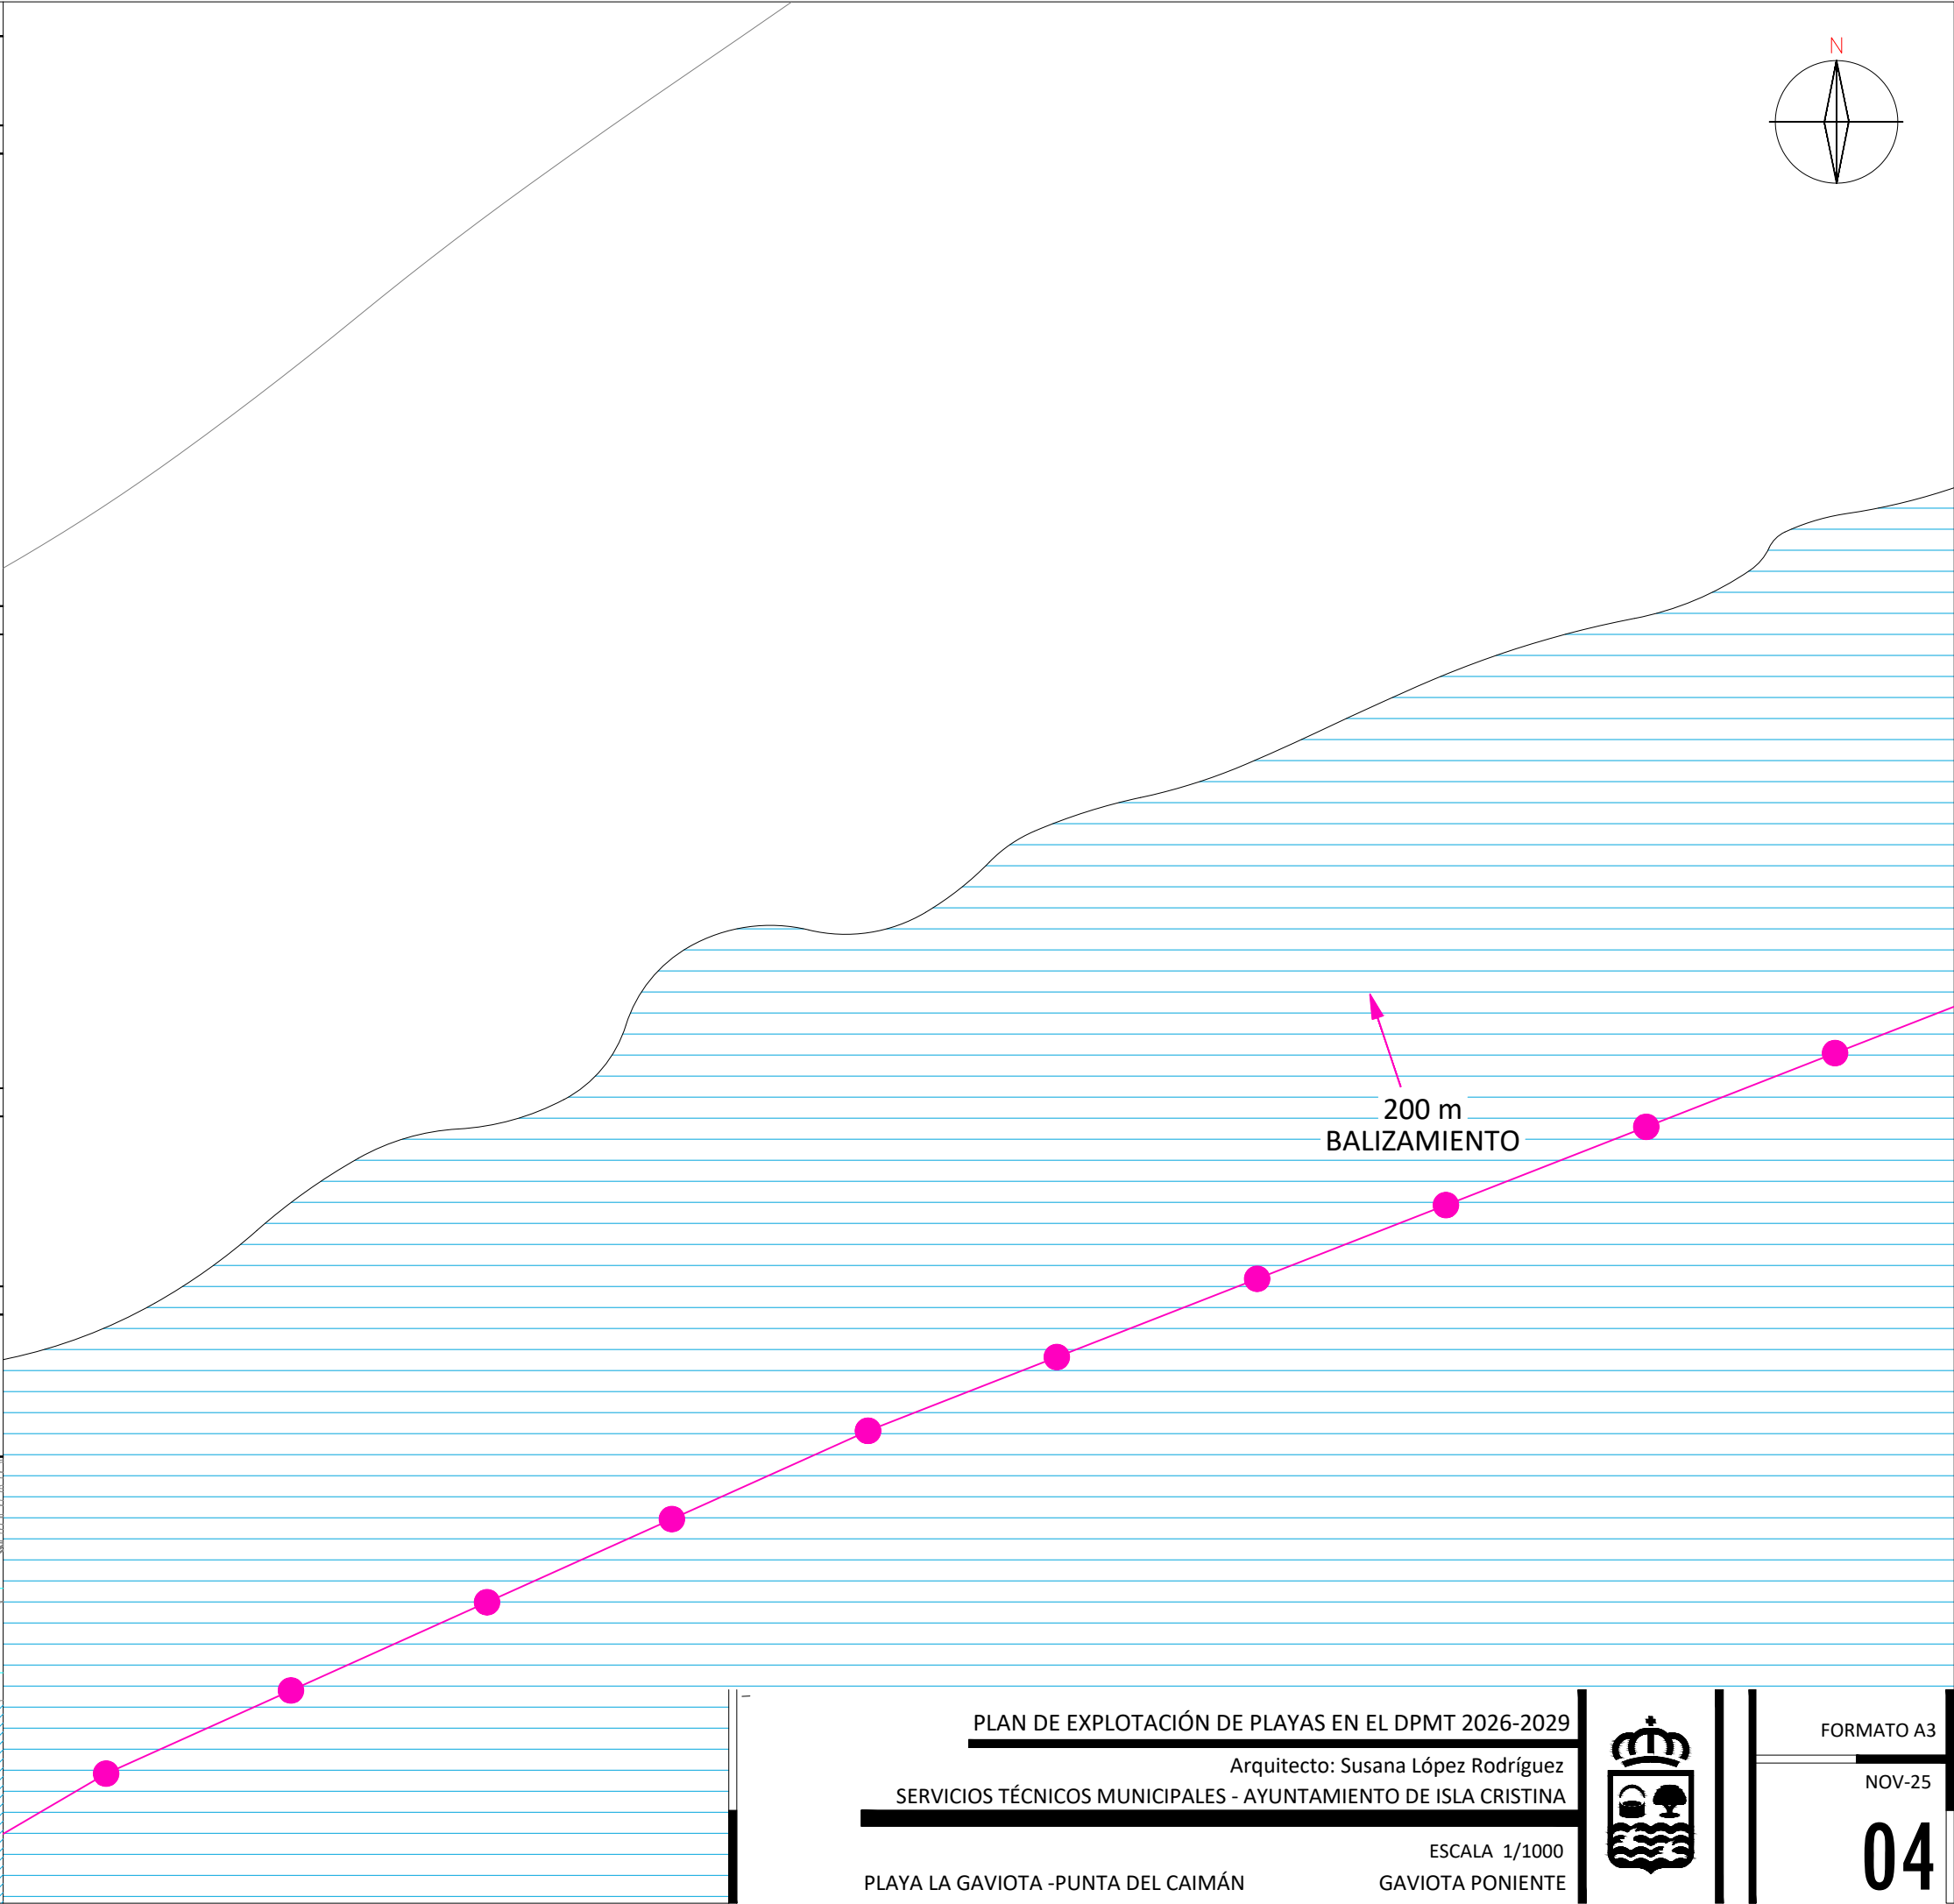 N
200 m
BALIZAMIENTO
PLAN DE EXPLOTACIÓN DE PLAYAS EN EL DPMT 2026-2029
Arquitecto: Susana López Rodríguez
SERVICIOS TÉCNICOS MUNICIPALES - AYUNTAMIENTO DE ISLA CRISTINA
ESCALA 1/1000
PLAYA LA GAVIOTA -PUNTA DEL CAIMÁN GAVIOTA PONIENTE
FORMATO A3
NOV-25
04